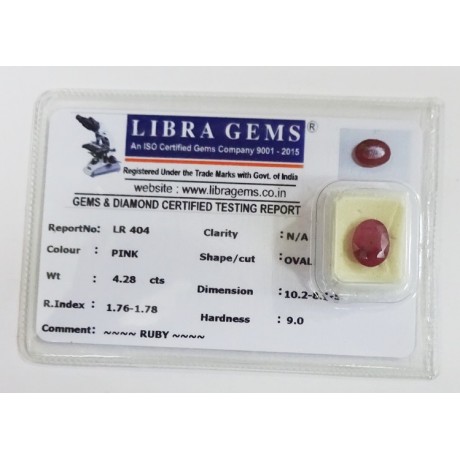 LIBRA GEMS ®
An ISO Certified Gems Company 9001 - 2015
Registered Under the Trade Marks with Govt. of India
website : www.libragems.co.in
GEMS & DIAMOND CERTIFIED TESTING REPORT
ReportNo: LR 404 Clarity : N/A
Colour : PINK Shape/cut : OVAL
Wt : 4.28 cts Dimension : 
R.Index : 1.76-1.78 Hardness : 9.0
Comment: ~~~~ RUBY ~~~~